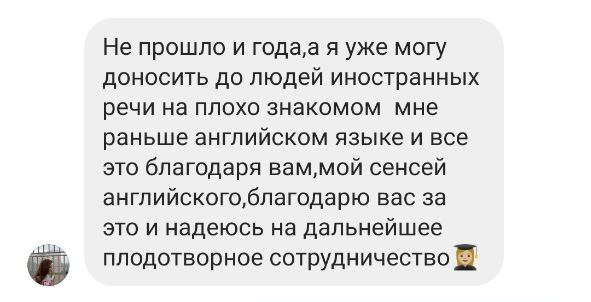 Не прошло и года,а я уже могу
доносить до людей иностранных
речи на плохо знакомом  мне
раньше английском языке и все
это благодаря вам,мой сенсей
английского,благодарю вас за
это и надеюсь на дальнейшее
плодотворное сотрудничество👩🏼‍🎓